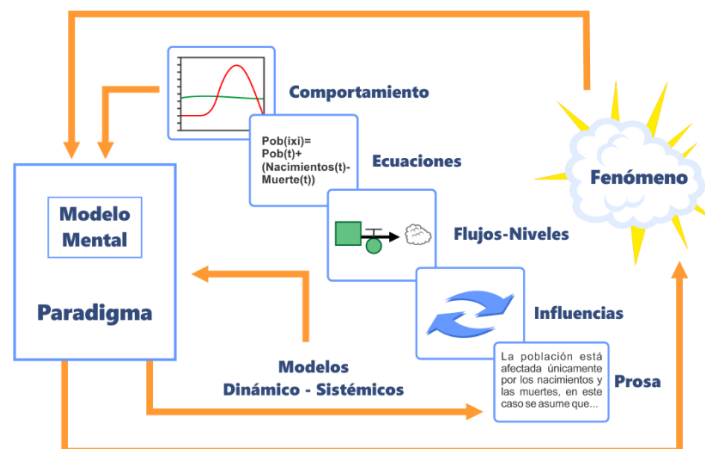 Comportamiento
Pob(ixi)=
Pob(t)+
(Nacimientos(t)-
Muerte(t))
Ecuaciones
Fenómeno
Modelo
Mental
Flujos-Niveles
Paradigma
Influencias
Modelos
Dinámico - Sistémicos
La población está
afectada únicamente
por los nacimientos y
las muertes, en este
caso se asume que...
Prosa